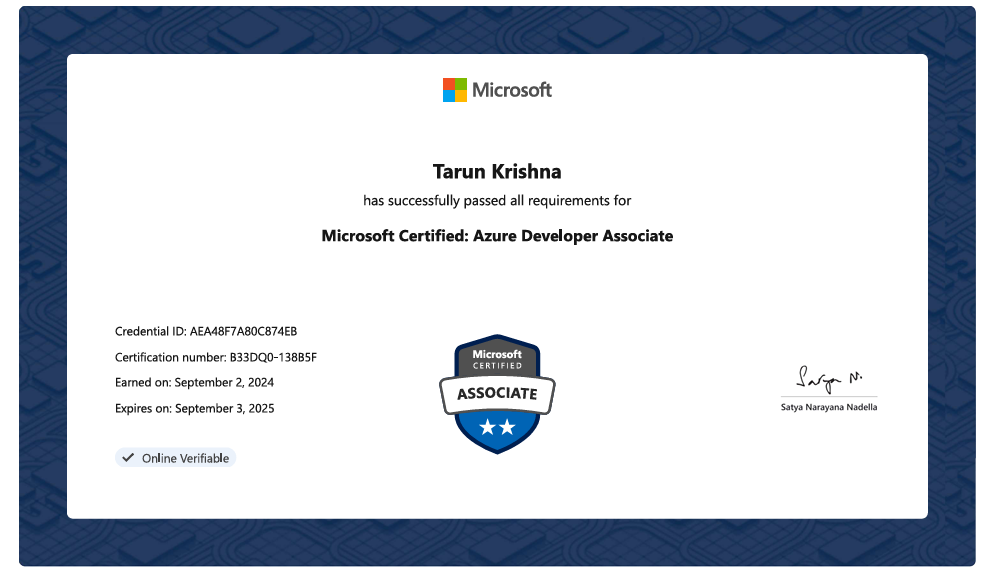 Microsoft
Tarun Krishna
has successfully passed all requirements for
Microsoft Certified: Azure Developer Associate
Credential ID: AEA48F7A80C874EB
Certification number: B33DQ0-138B5F
Earned on: September 2, 2024
Expires on: September 3, 2025
Online Verifiable
Microsoft
CERTIFIED
ASSOCIATE
Satya N.
Satya Narayana Nadella